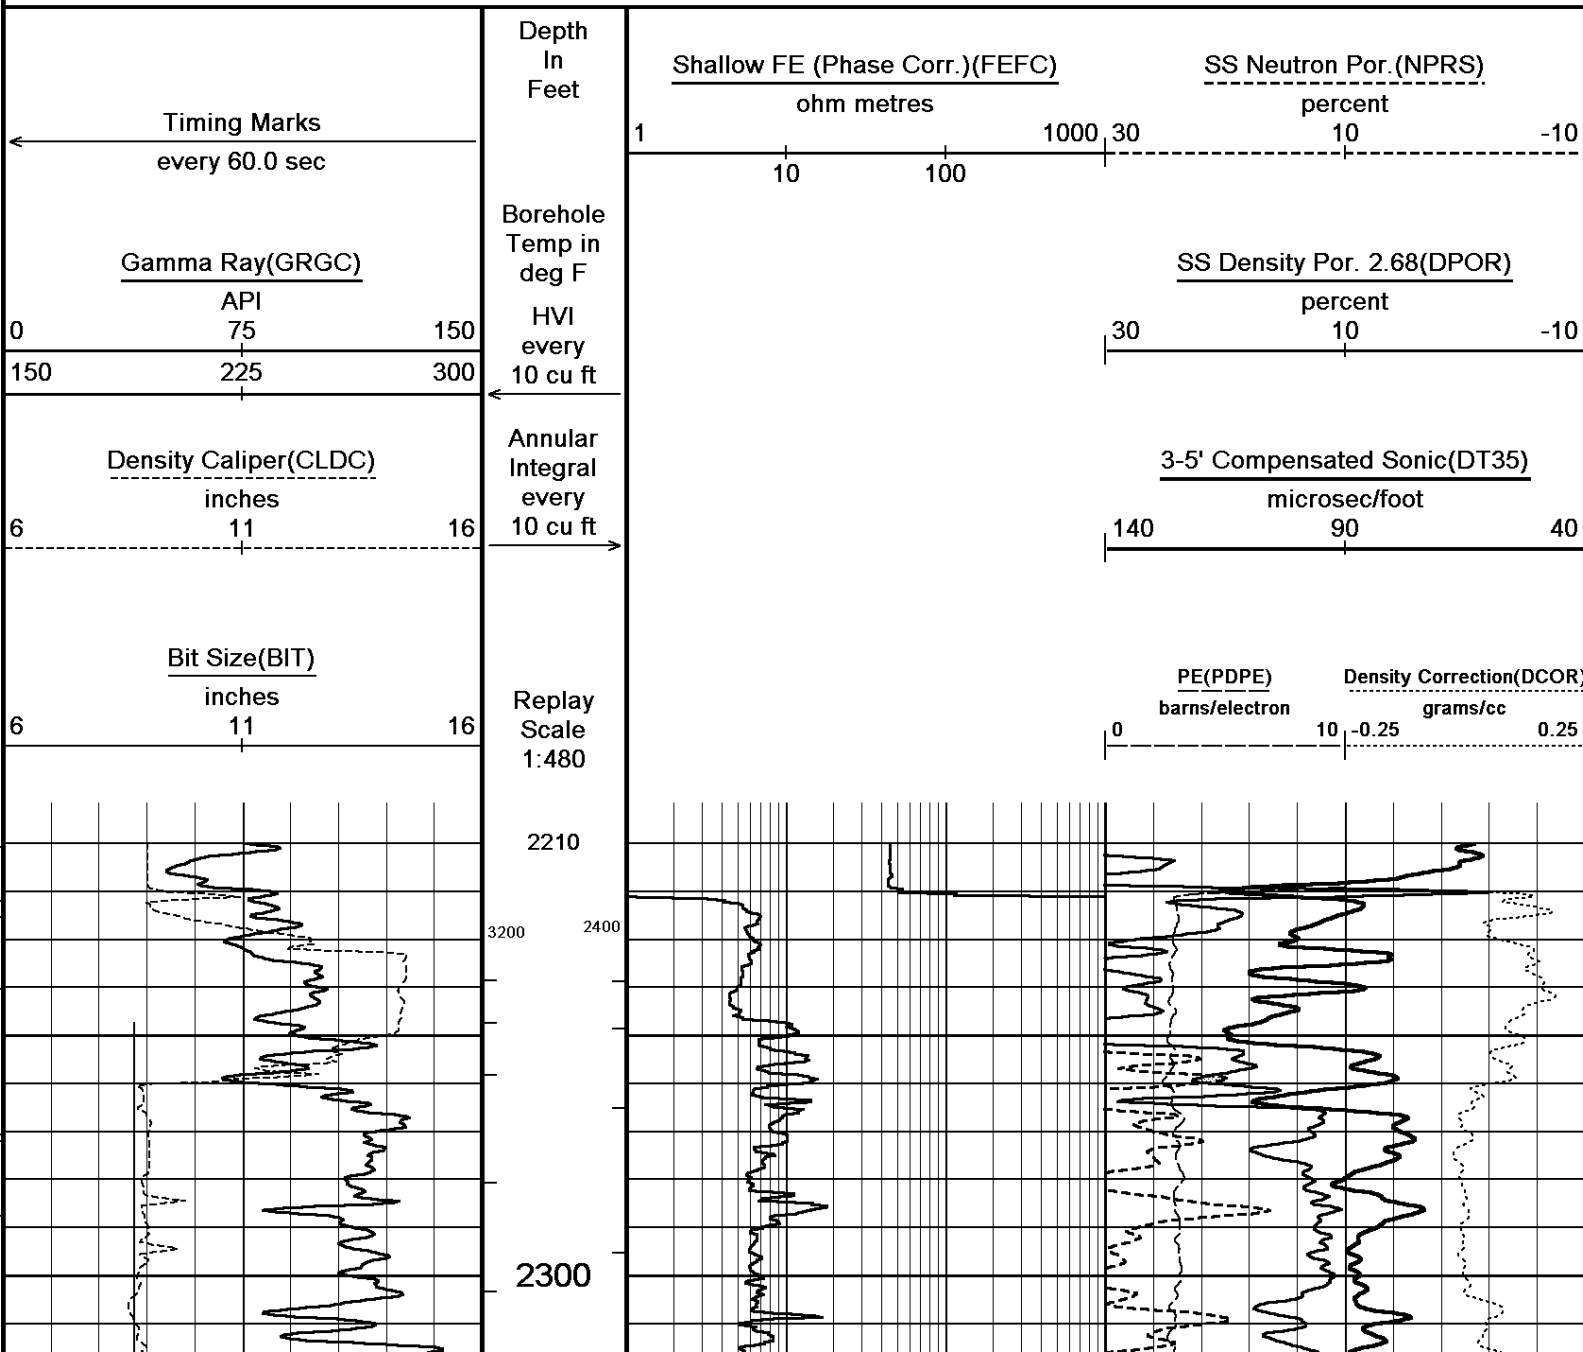 Timing Marks
every 60.0 sec
Gamma Ray(GRGC)
API
0 75 150
150 225 300
Density Caliper(CLDC)
inches
6 11 16
Bit Size(BIT)
inches
6 11 16
Depth
In
Feet
Borehole
Temp in
deg F
HVI
every
10 cu ft
Annular
Integral
every
10 cu ft
Replay
Scale
1:480
Shallow FE (Phase Corr.)(FEFC)
ohm metres
1 1000
10 100
SS Neutron Por.(NPRS)
percent
30 10 -10
SS Density Por. 2.68(DPOR)
percent
30 10 -10
3-5' Compensated Sonic(DT35)
microsec/foot
140 90 40
PE(PDPE)
barns/electron
0 10
Density Correction(DCOR)
grams/cc
-0.25 0.25
2210
3200 2400
2300